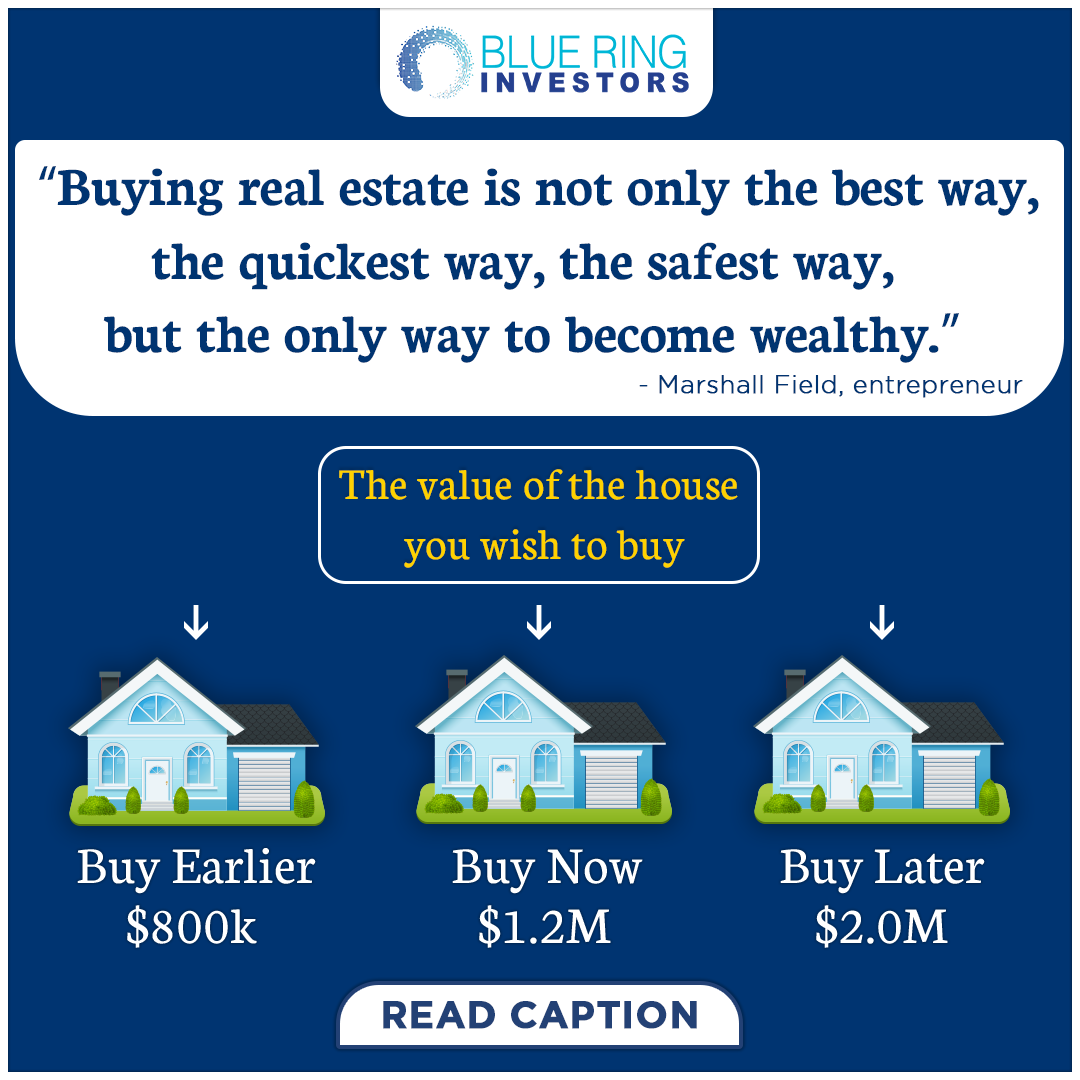 BLUE RING
INVESTORS
“Buying real estate is not only the best way,
the quickest way, the safest way,
but the only way to become wealthy.”
- Marshall Field, entrepreneur
The value of the house
you wish to buy
Buy Earlier
$800k
Buy Now
$1.2M
Buy Later
$2.0M
READ CAPTION